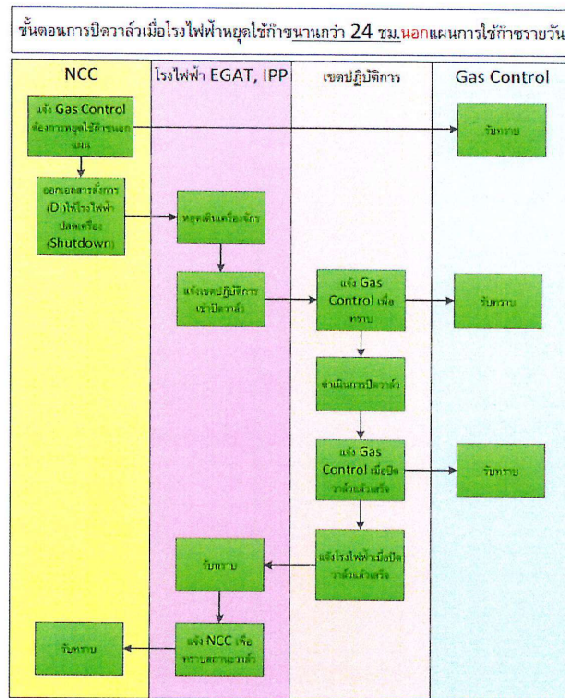 ขั้นตอนการปิดวาล์วเมื่อโรงไฟฟ้าหยุดใช้ก๊าซนานกว่า 24 ชม.นอกแผนการใช้ก๊าซรายวัน
NCC
โรงไฟฟ้า EGAT, IPP
เขตปฏิบัติการ
Gas Control
แจ้ง Gas Control
ต้องการหยุดใช้ก๊าซนอก
แผน
รับทราบ
ออกเอกสารสั่งการ
(D)ให้โรงไฟฟ้า
ปลดเครื่อง
(Shutdown)
หยุดเดินเครื่องจักร
แจ้งเขตปฏิบัติการ
เข้าปิดวาล์ว
แจ้ง Gas
Control เพื่อ
ทราบ
รับทราบ
ดำเนินการปิดวาล์ว
แจ้ง Gas
Control เมื่อปิด
วาล์วแล้วเสร็จ
รับทราบ
แจ้งโรงไฟฟ้าเมื่อปิด
วาล์วแล้วเสร็จ
รับทราบ
แจ้ง NCC เพื่อ
ทราบสถานะวาล์ว
รับทราบ